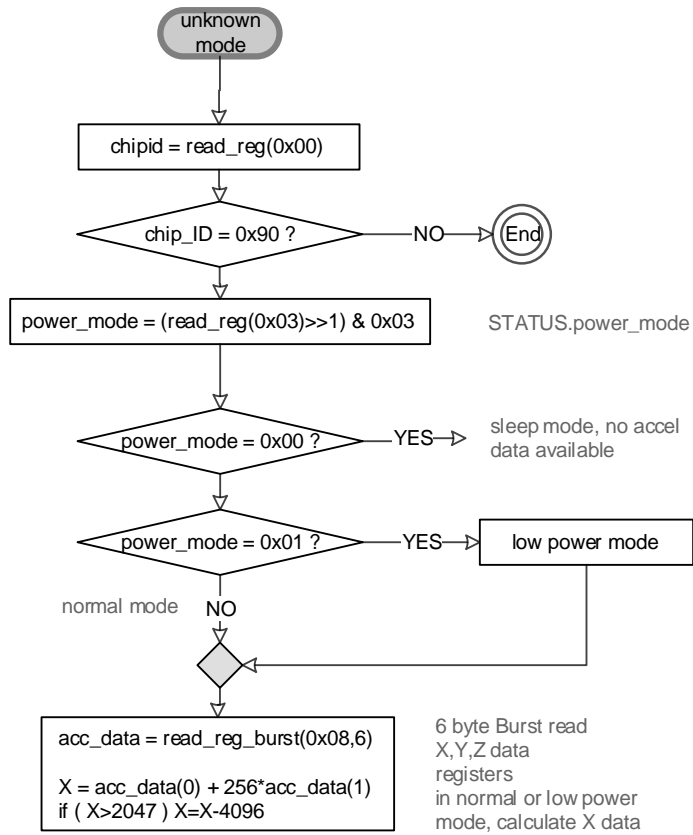 unknown
mode
chipid = read_reg(0x00)
chip_ID = 0x90 ?
NO
End
power_mode = (read_reg(0x03)>>1) & 0x03
STATUS.power_mode
power_mode = 0x00 ?
YES
sleep mode, no accel
data available
power_mode = 0x01 ?
YES
low power mode
normal mode
NO
acc_data = read_reg_burst(0x08,6)
X = acc_data(0) + 256*acc_data(1)
if ( X>2047 ) X=X-4096
6 byte Burst read
X,Y,Z data
registers
in normal or low power
mode, calculate X data